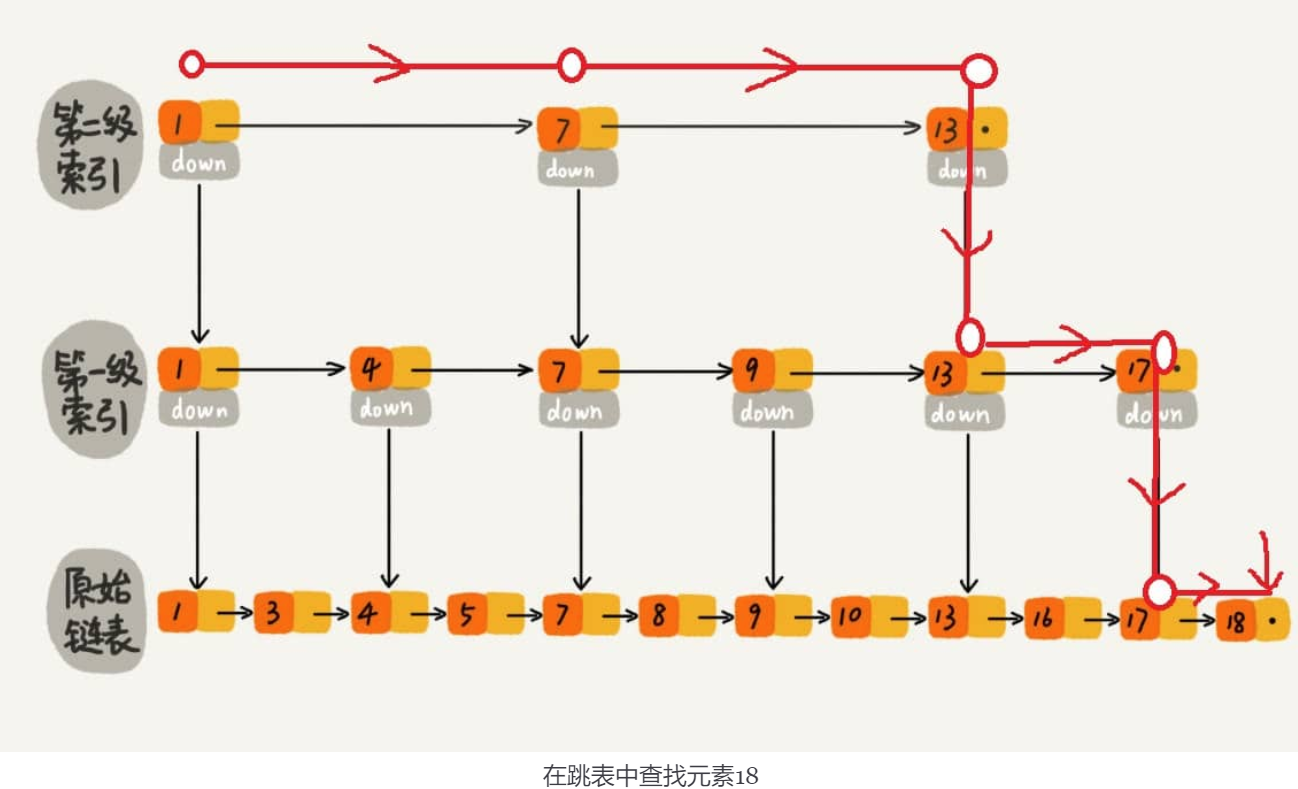 第二级
索引
1 7 13
down down down
第一级
索引
1 4 7 9 13 17
down down down down down down
原始
链表
1 3 4 5 7 8 9 10 13 16 17 18
在跳表中查找元素18